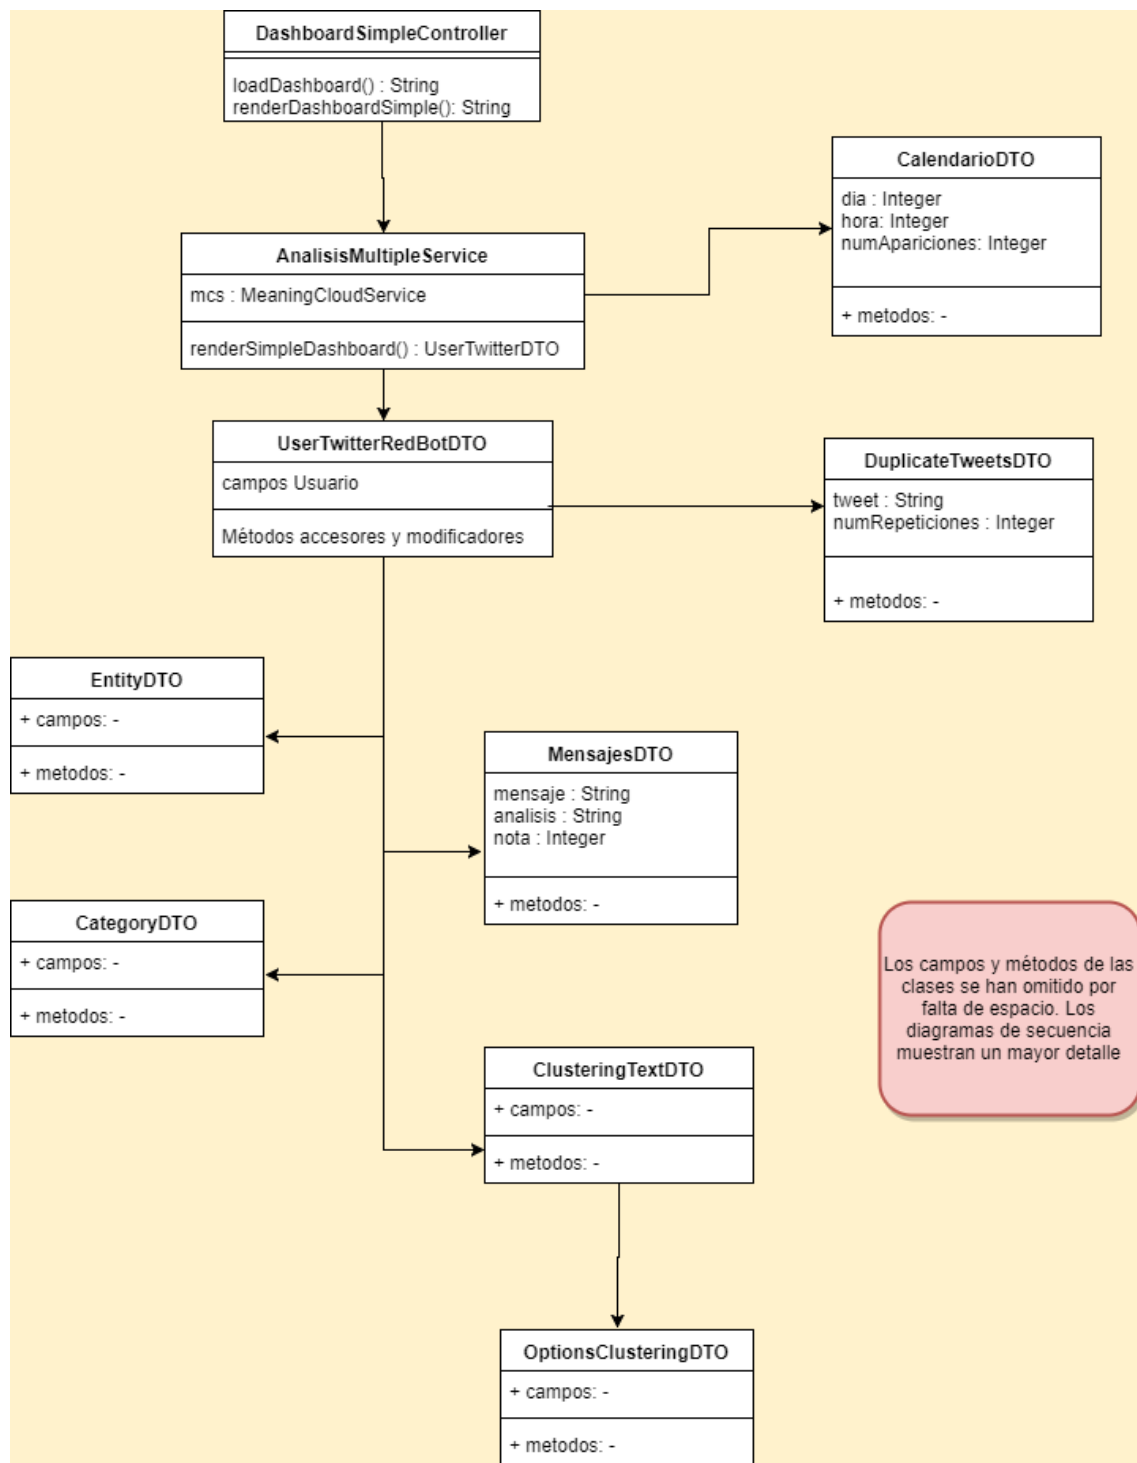 DashboardSimpleController
loadDashboard() : String
renderDashboardSimple(): String
CalendarioDTO
dia : Integer
hora: Integer
numApariciones: Integer
+ metodos: -
AnalisisMultipleService
mcs : MeaningCloudService
renderSimpleDashboard() : UserTwitterDTO
UserTwitterRedBotDTO
campos Usuario
Métodos accesores y modificadores
DuplicateTweetsDTO
tweet : String
numRepeticiones : Integer
+ metodos: -
EntityDTO
+ campos: -
+ metodos: -
MensajesDTO
mensaje : String
analisis : String
nota : Integer
+ metodos: -
CategoryDTO
+ campos: -
+ metodos: -
Los campos y métodos de las
clases se han omitido por
falta de espacio. Los
diagramas de secuencia
muestran un mayor detalle
ClusteringTextDTO
+ campos: -
+ metodos: -
OptionsClusteringDTO
+ campos: -
+ metodos: -